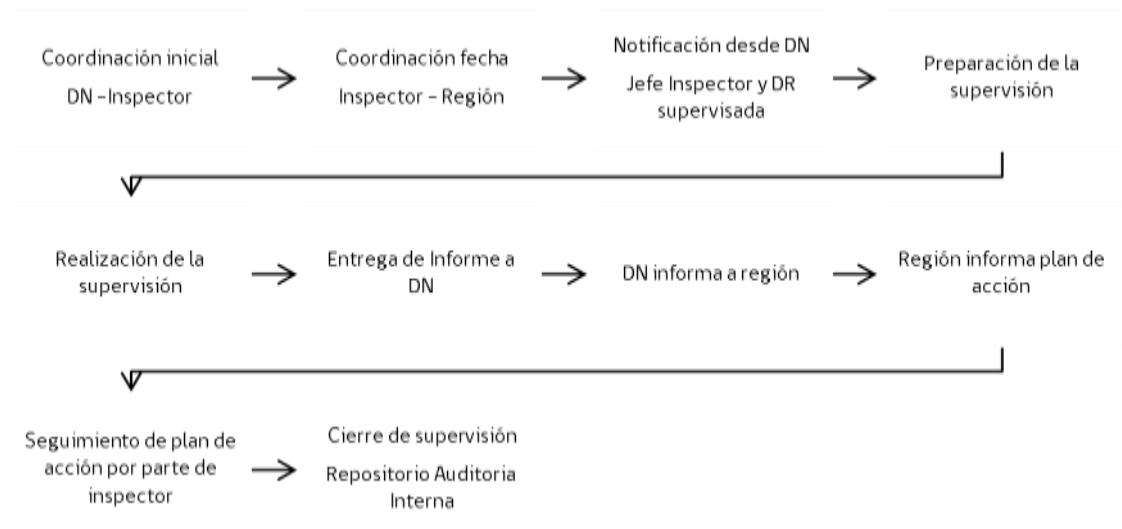 Coordinación inicial
DN –Inspector
Coordinación fecha
Inspector – Región
Notificación desde DN
Jefe Inspector y DR
supervisada
Preparación de la
supervisión
Realización de la
supervisión
Entrega de Informe a
DN
DN informa a región
Región informa plan de
acción
Seguimiento de plan de
acción por parte de
inspector
Cierre de supervisión
Repositorio Auditoria
Interna